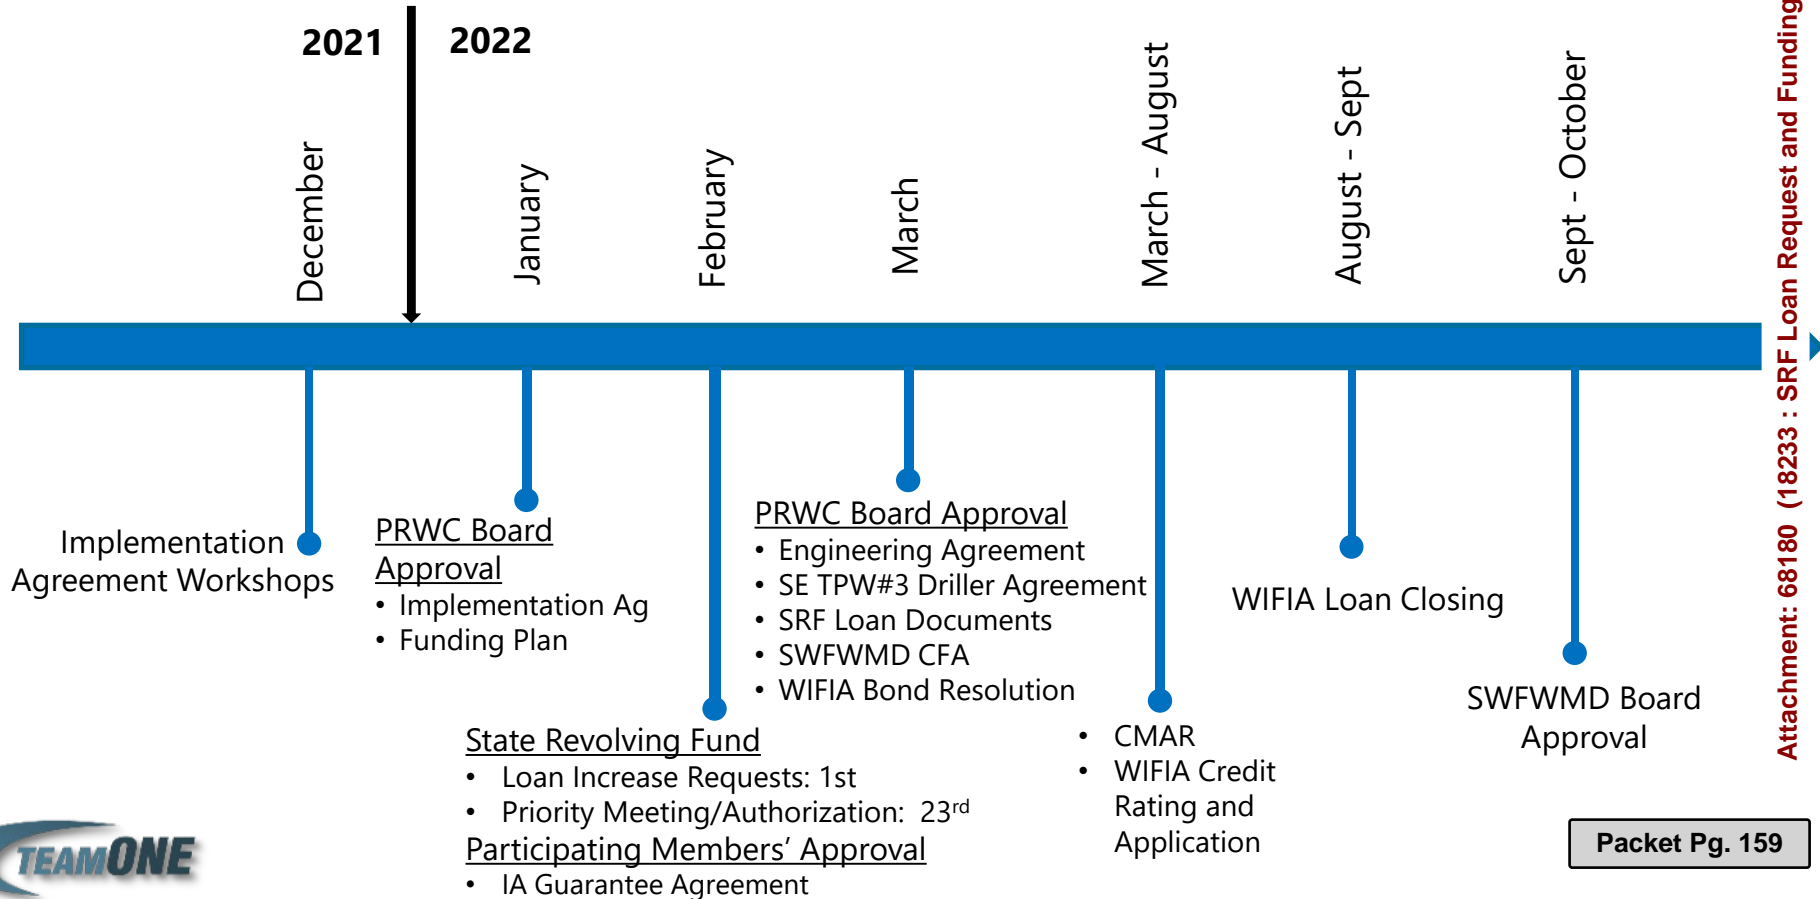 2021
2022
December
January
February
March
March - August
August - Sept
Sept - October
Implementation
Agreement Workshops
PRWC Board
Approval
• Implementation Ag
• Funding Plan
State Revolving Fund
• Loan Increase Requests: 1st
• Priority Meeting/Authorization: 23rd
Participating Members’ Approval
• IA Guarantee Agreement
PRWC Board Approval
• Engineering Agreement
• SE TPW#3 Driller Agreement
• SRF Loan Documents
• SWFWMD CFA
• WIFIA Bond Resolution
• CMAR
• WIFIA Credit
Rating and
Application
WIFIA Loan Closing
SWFWMD Board
Approval
TEAMONE
Attachment: 68180 (18233 : SRF Loan Request and Funding
Packet Pg. 159